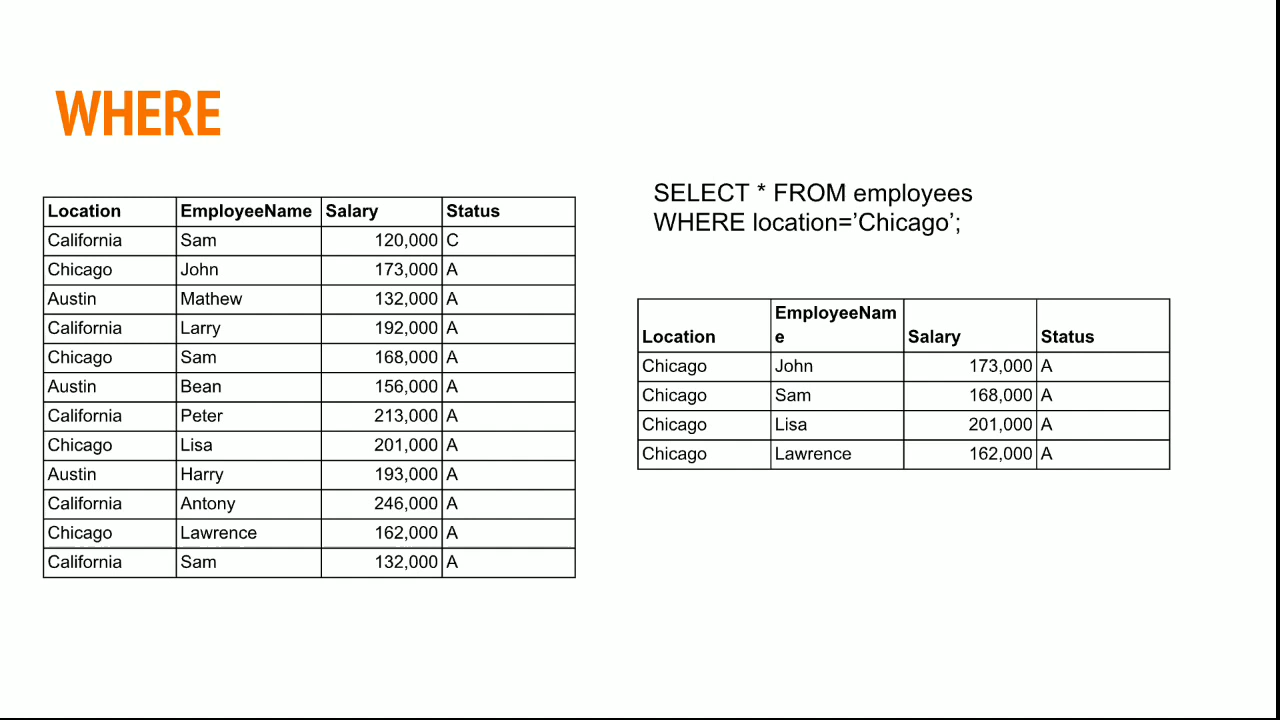 WHERE
Location EmployeeName Salary Status
California Sam 120,000 C
Chicago John 173,000 A
Austin Mathew 132,000 A
California Larry 192,000 A
Chicago Sam 168,000 A
Austin Bean 156,000 A
California Peter 213,000 A
Chicago Lisa 201,000 A
Austin Harry 193,000 A
California Antony 246,000 A
Chicago Lawrence 162,000 A
California Sam 132,000 A
SELECT * FROM employees
WHERE location=’Chicago’;
EmployeeNam
Location e Salary Status
Chicago John 173,000 A
Chicago Sam 168,000 A
Chicago Lisa 201,000 A
Chicago Lawrence 162,000 A